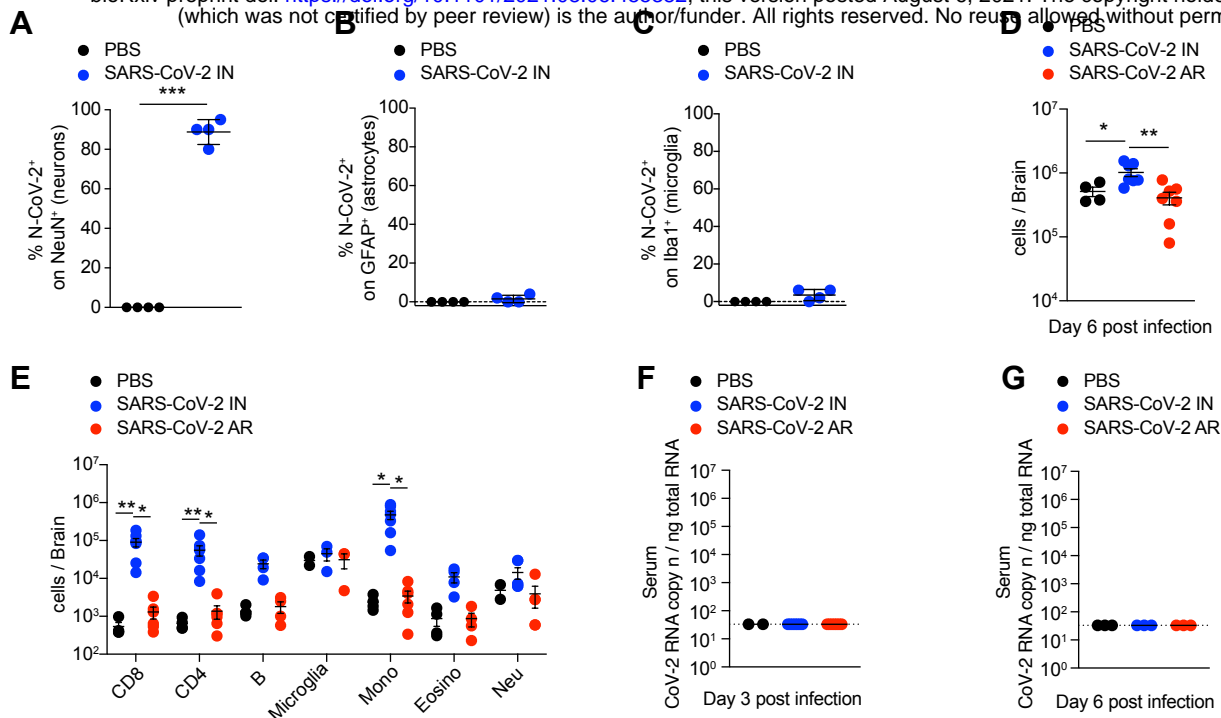 (which was not certified by peer review) is the author/funder. All rights reserved. No reuse allowed without perm
A
PBS
SARS-CoV-2 IN
***
% N-CoV-2+
on NeuN+ (neurons)
100
80
60
40
20
0
B
PBS
SARS-CoV-2 IN
% N-CoV-2+
on GFAP+ (astrocytes)
100
80
60
40
20
0
C
PBS
SARS-CoV-2 IN
% N-CoV-2+
on Iba1+ (microglia)
100
80
60
40
20
0
D
PBS
SARS-CoV-2 IN
SARS-CoV-2 AR
* **
cells / Brain
10⁷
10⁶
10⁵
10⁴
Day 6 post infection
E
PBS
SARS-CoV-2 IN
SARS-CoV-2 AR
cells / Brain
10⁷
10⁶
10⁵
10⁴
10³
10²
** *
** *
* *
CD8
CD4
B
Microglia
Mono
Eosino
Neu
F
PBS
SARS-CoV-2 IN
SARS-CoV-2 AR
Serum
CoV-2 RNA copy n / ng total RNA
10⁷
10⁶
10⁵
10⁴
10³
10²
10¹
10⁰
Day 3 post infection
G
PBS
SARS-CoV-2 IN
SARS-CoV-2 AR
Serum
CoV-2 RNA copy n / ng total RNA
10⁷
10⁶
10⁵
10⁴
10³
10²
10¹
10⁰
Day 6 post infection